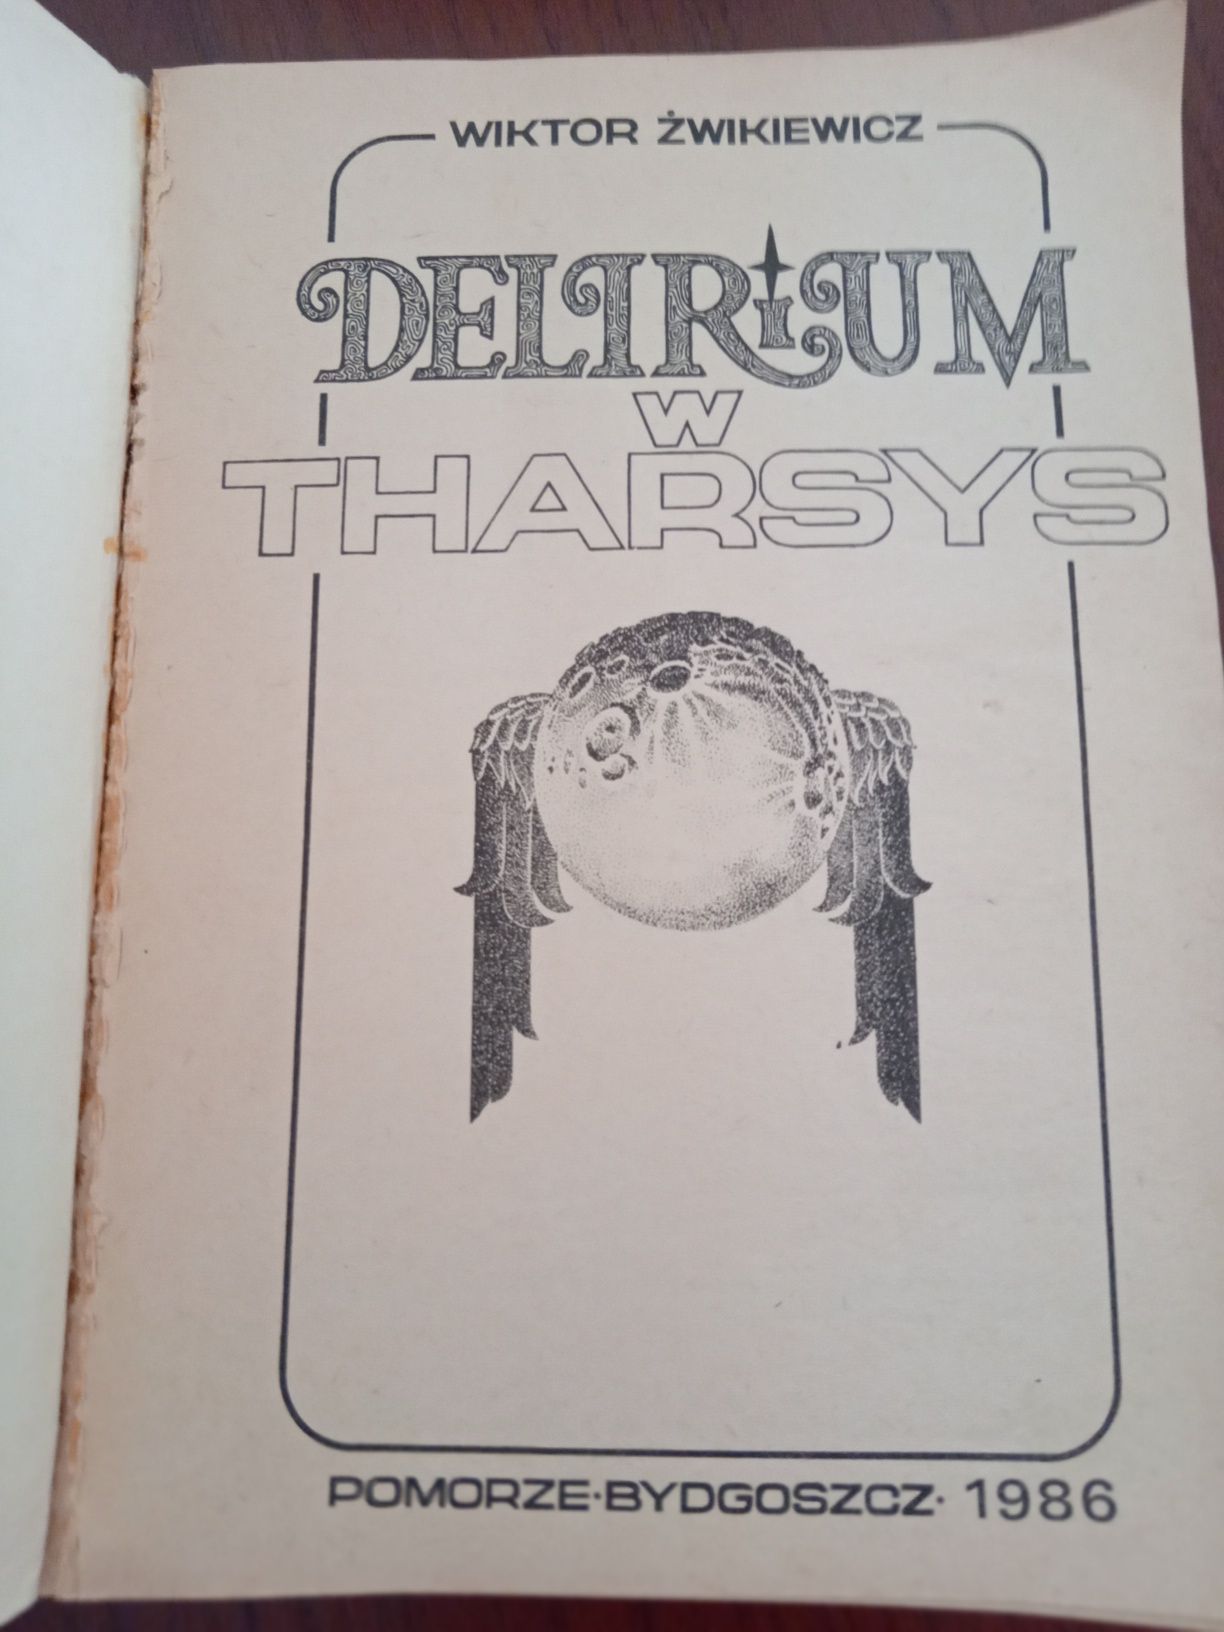 WIKTOR ŻWIKIEWICZ
DELIRIUM
W
THARSYS
POMORZE·BYDGOSZCZ· 1986